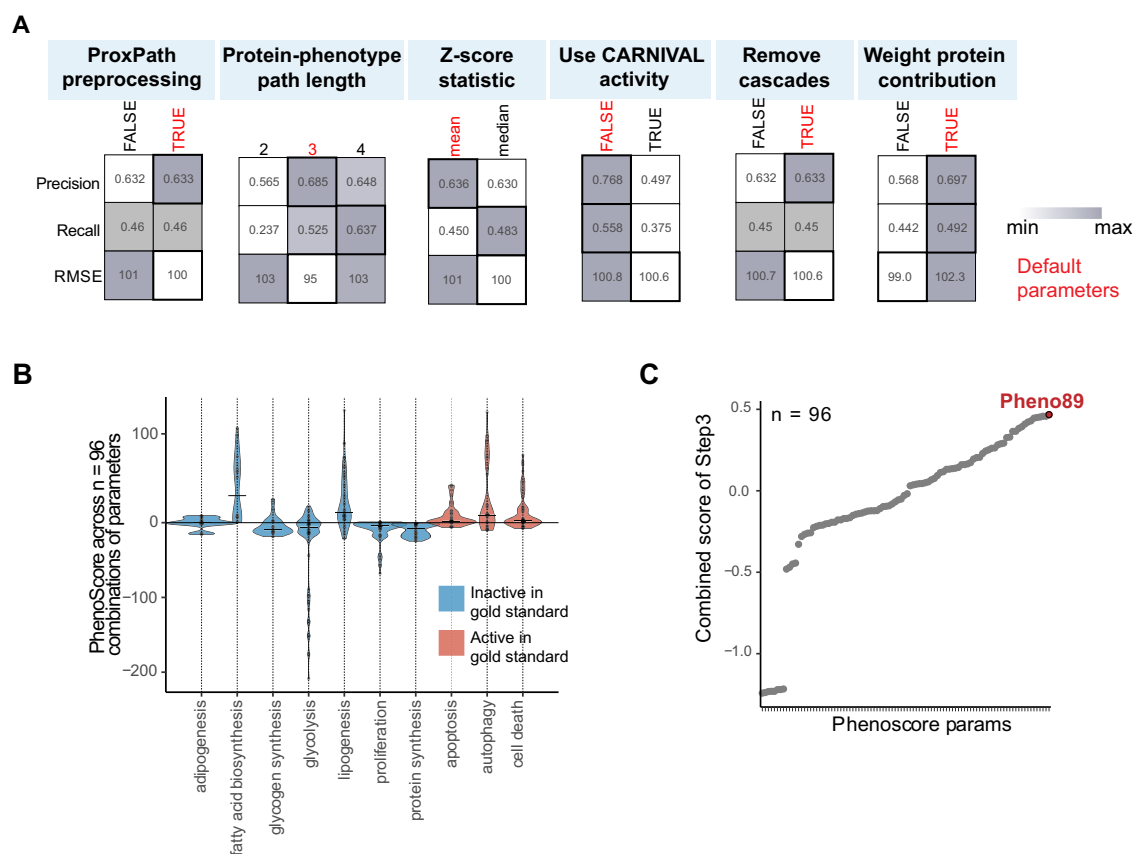 A
ProxPath preprocessing
Protein-phenotype path length
Z-score statistic
Use CARNIVAL activity
Remove cascades
Weight protein contribution
FALSE TRUE
2 3 4
mean median
FALSE TRUE
FALSE TRUE
FALSE TRUE
Precision 0.632 0.633 0.565 0.685 0.648 0.636 0.630 0.768 0.497 0.632 0.633 0.568 0.697
Recall 0.46 0.46 0.237 0.525 0.637 0.450 0.483 0.558 0.375 0.45 0.45 0.442 0.492
RMSE 101 100 103 95 103 101 100 100.8 100.6 100.7 100.6 99.0 102.3
min max
Default
parameters
B
PhenoScore across n = 96
combinations of parameters
100
0
−100
−200
Inactive in
gold standard
Active in
gold standard
adipogenesis
fatty acid biosynthesis
glycogen synthesis
glycolysis
lipogenesis
proliferation
protein synthesis
apoptosis
autophagy
cell death
C
Combined score of Step3
0.5
0.0
−0.5
−1.0
n = 96
Pheno89
Phenoscore params